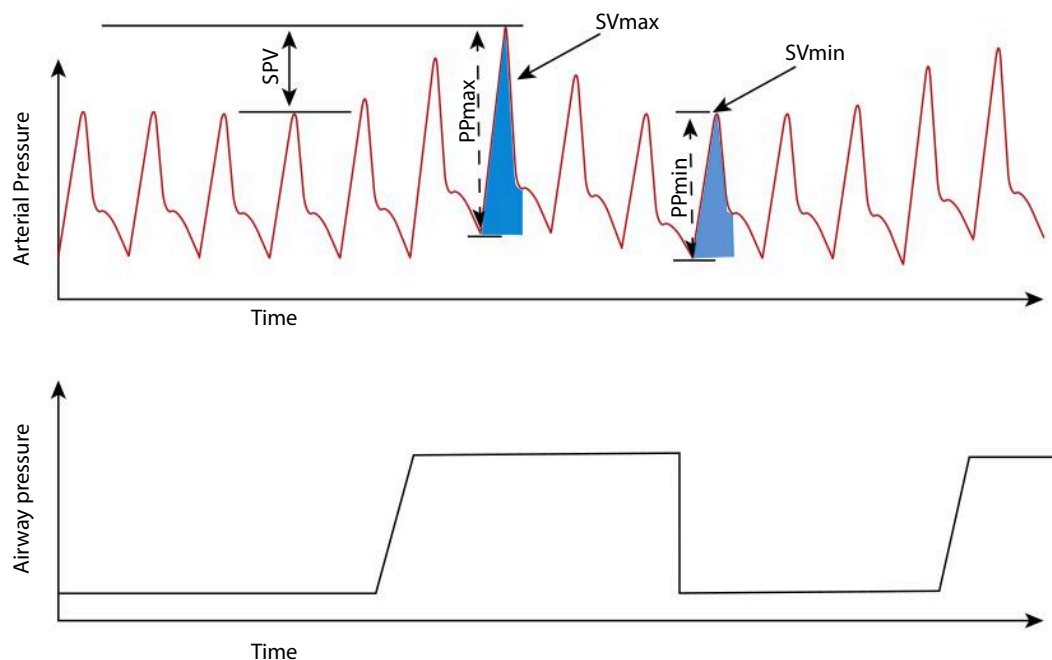 SVmax
SVmin
SPV
PPmax
PPmin
Arterial Pressure
Time
Airway pressure
Time